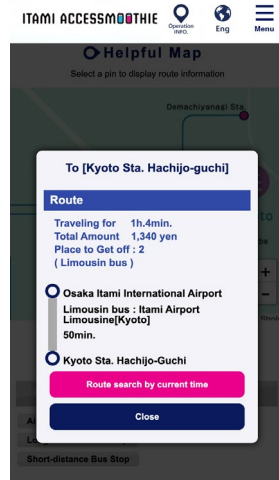 ITAMI ACCESSMOOTHIE
Operation
INFO.
Eng
Menu
Helpful Map
Select a pin to display route information
Demachiyanagi Sta.
To [Kyoto Sta. Hachijo-guchi]
Route
Traveling for 1h.4min.
Total Amount 1,340 yen
Place to Get off : 2
( Limousin bus )
Osaka Itami International Airport
Limousin bus : Itami Airport
Limousine[Kyoto]
50min.
Kyoto Sta. Hachijo-Guchi
+
−
Route search by current time
Close
Short-distance Bus Stop